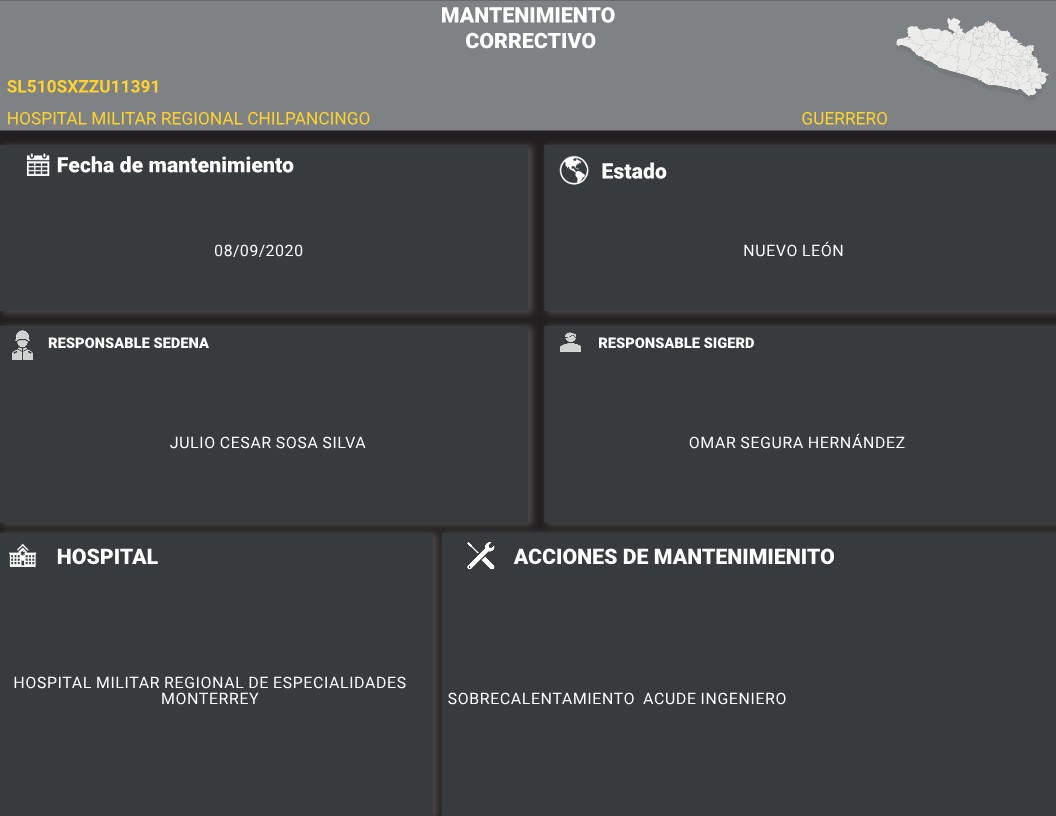 MANTENIMIENTO
CORRECTIVO
SL510SXZZU11391
HOSPITAL MILITAR REGIONAL CHILPANCINGO
GUERRERO
Fecha de mantenimiento
08/09/2020
Estado
NUEVO LEÓN
RESPONSABLE SEDENA
JULIO CESAR SOSA SILVA
RESPONSABLE SIGERD
OMAR SEGURA HERNÁNDEZ
HOSPITAL
HOSPITAL MILITAR REGIONAL DE ESPECIALIDADES
MONTERREY
ACCIONES DE MANTENIMIENITO
SOBRECALENTAMIENTO  ACUDE INGENIERO